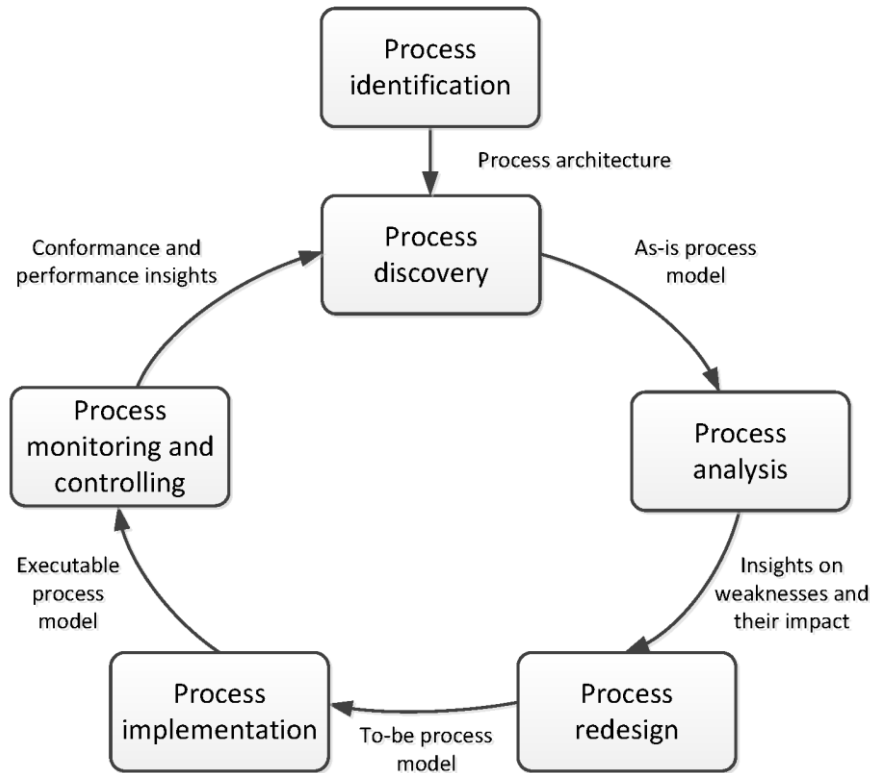 Process
identification
Process architecture
Process
discovery
As-is process
model
Process
analysis
Insights on
weaknesses and
their impact
Process
redesign
To-be process
model
Process
implementation
Executable
process
model
Process
monitoring and
controlling
Conformance and
performance insights